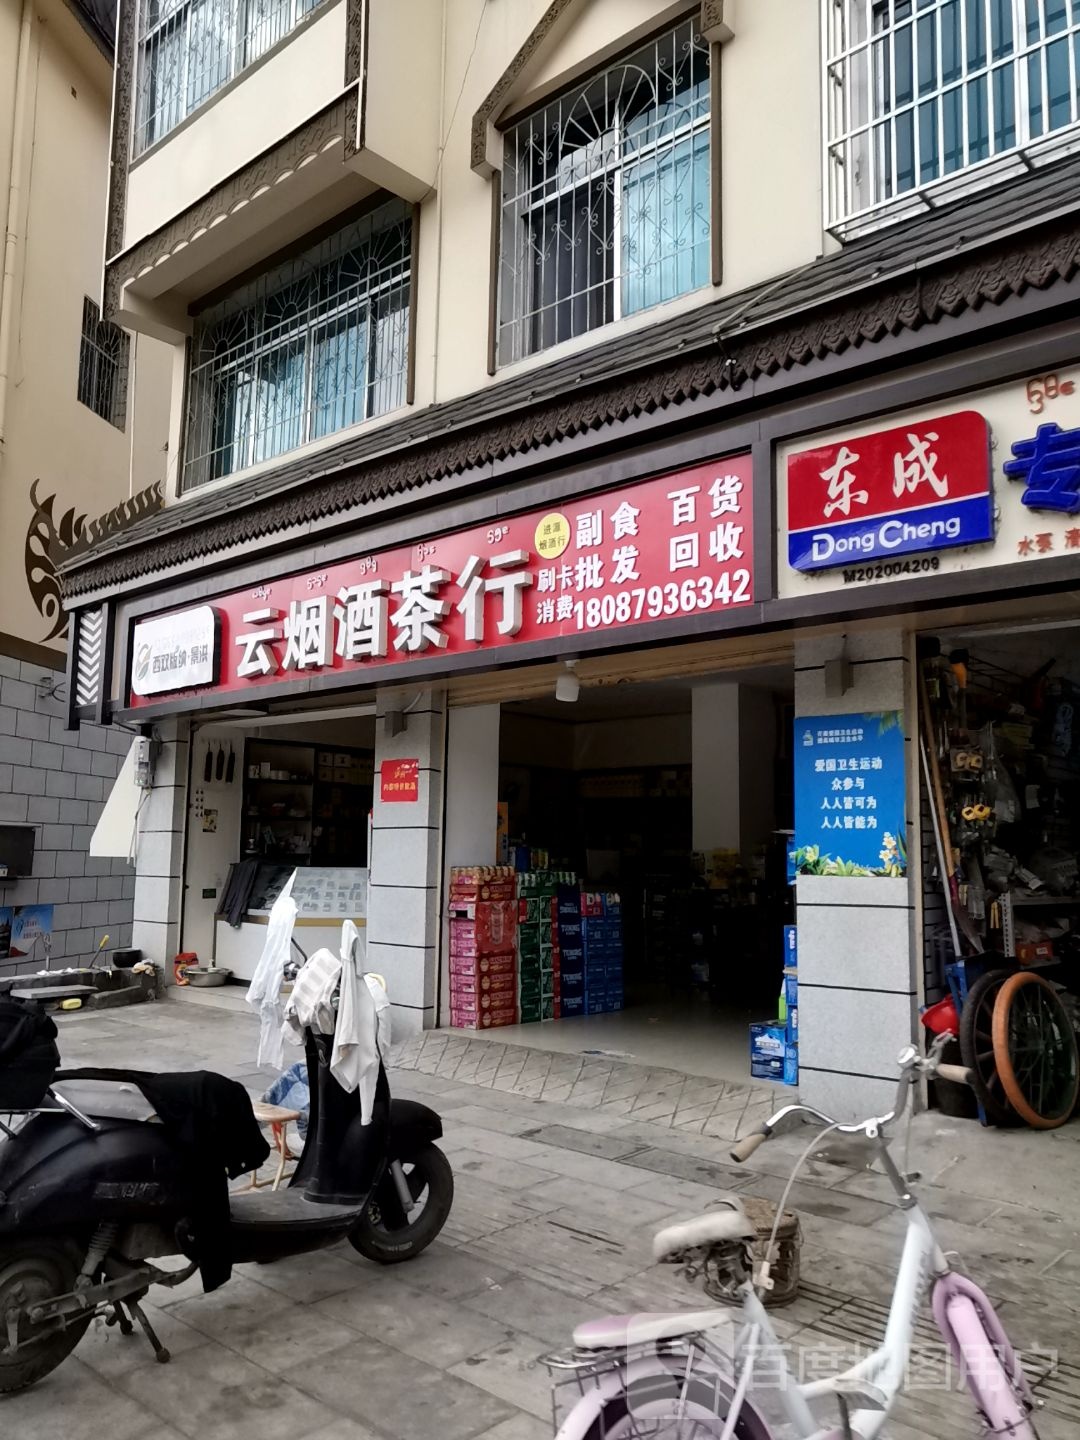 西双版纳·景洪
云烟酒茶行
进源
烟酒行
刷卡
消费
副食 百货
批发 回收
18087936342
东成
DongCheng
M202004209
专
水泵 清
爱国卫生运动
众参与
人人皆可为
人人皆能为
百度地图用户